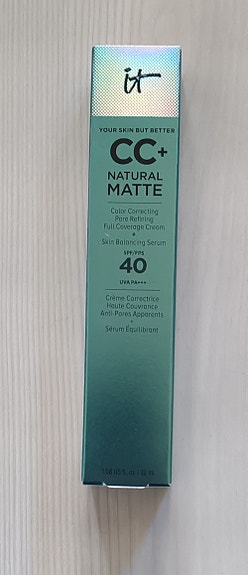 it
YOUR SKIN BUT BETTER
CC+
NATURAL
MATTE
Color Correcting
Pore Refining
Full Coverage Cream
+
Skin Balancing Serum
SPF/FPS
40
UVA PA+++
Crème Correctrice
Haute Couvrance
Anti-Pores Apparents
+
Sérum Équilibrant